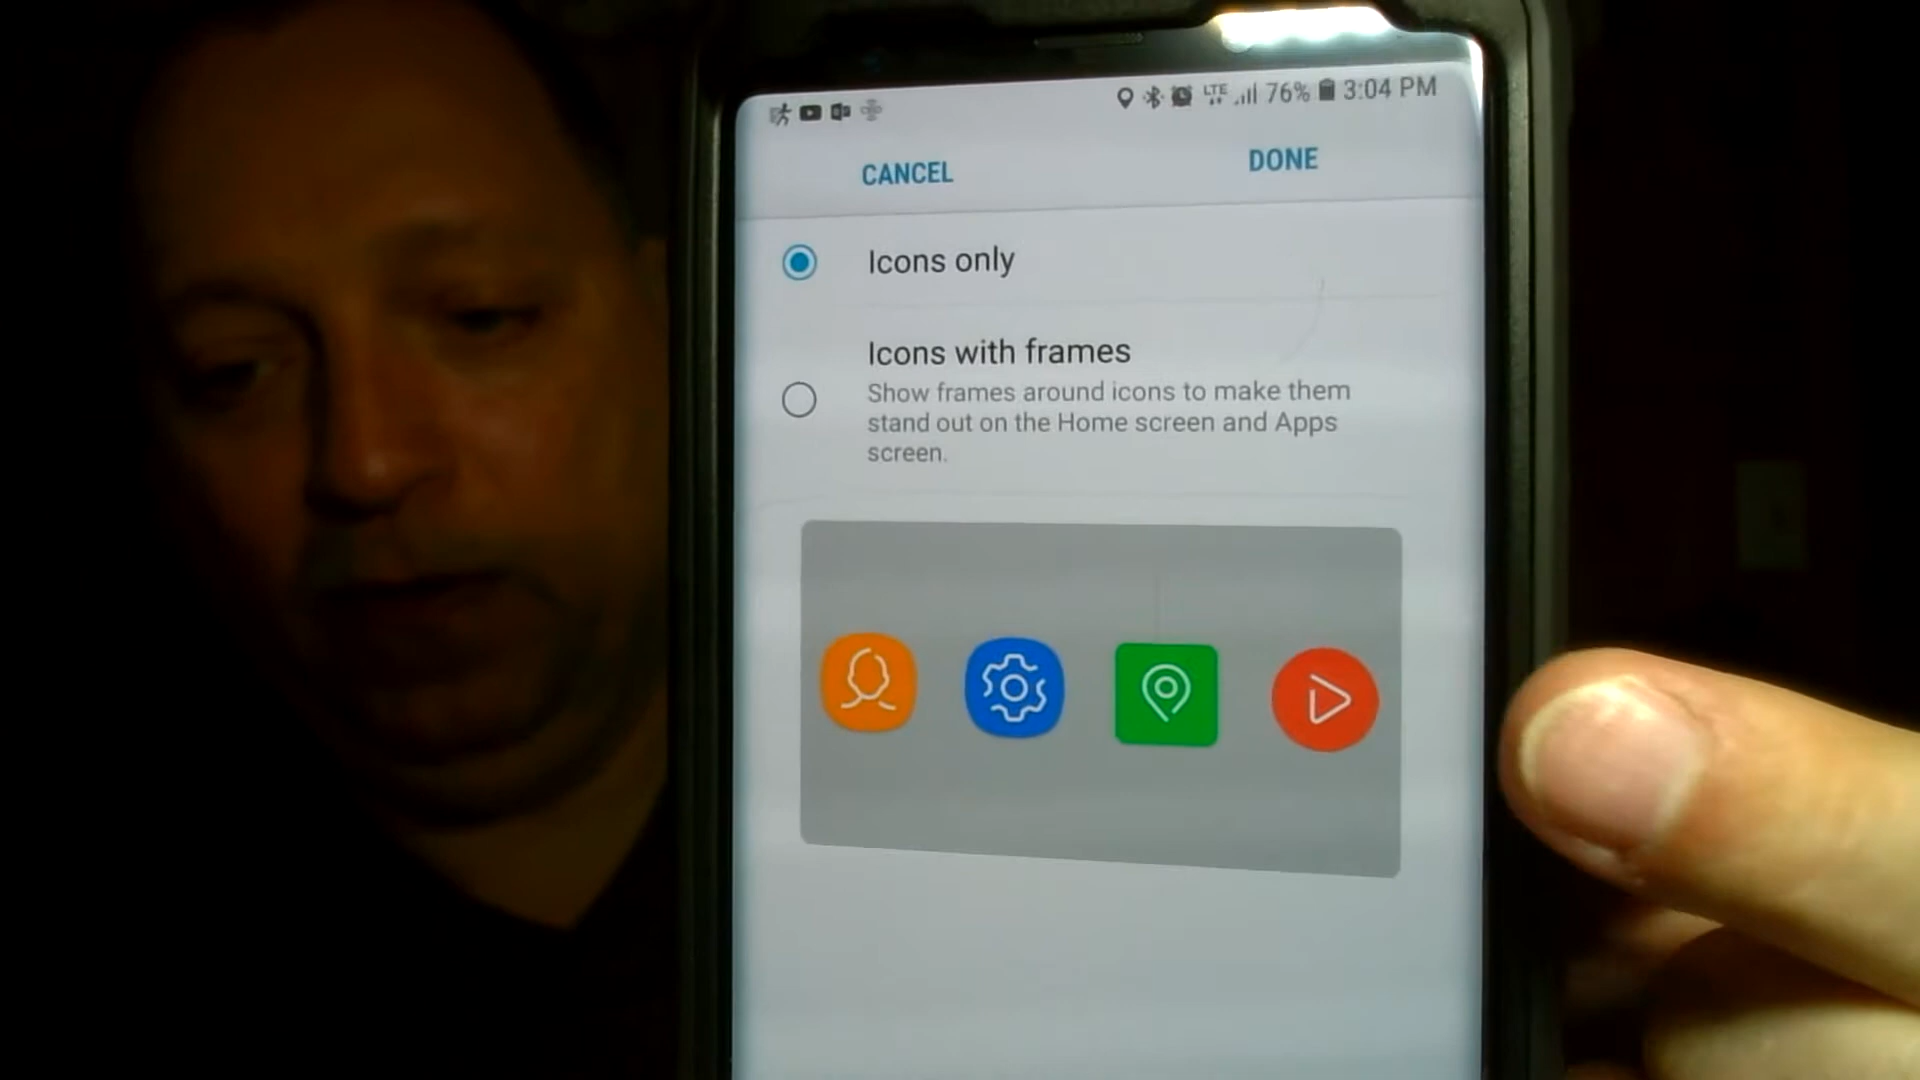 LTE 76% 3:04 PM
CANCEL DONE
Icons only
Icons with frames
Show frames around icons to make them
stand out on the Home screen and Apps
screen.